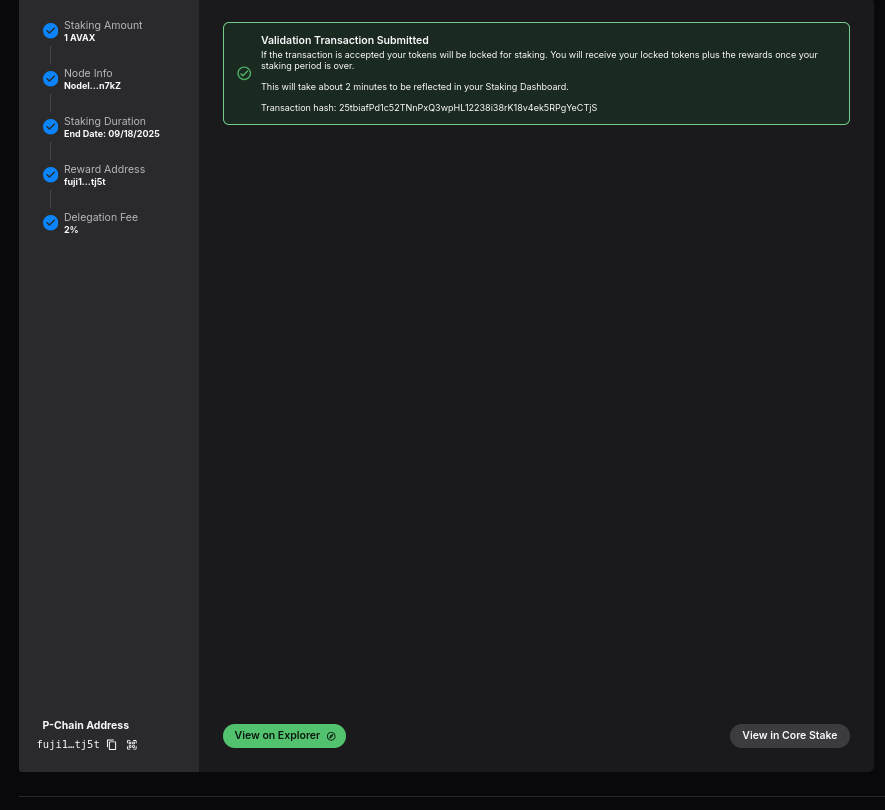 Staking Amount
1 AVAX
Node Info
NodeI...n7kZ
Staking Duration
End Date: 09/18/2025
Reward Address
fuji1...tj5t
Delegation Fee
2%
P-Chain Address
fuji1…tj5t
Validation Transaction Submitted
If the transaction is accepted your tokens will be locked for staking. You will receive your locked tokens plus the rewards once your
staking period is over.
This will take about 2 minutes to be reflected in your Staking Dashboard.
Transaction hash: 25tbiafPd1c52TNnPxQ3wpHL12238i38rK18v4ek5RPgYeCTjS
View on Explorer
View in Core Stake